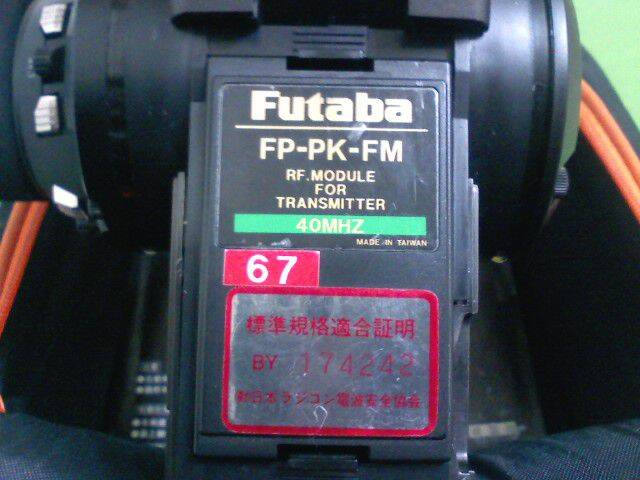 Futaba
FP-PK-FM
RF.MODULE
FOR
TRANSMITTER
40MHZ
MADE IN TAIWAN
67
標準規格適合証明
BY 174242
㈶日本ラジコン電波安全協会